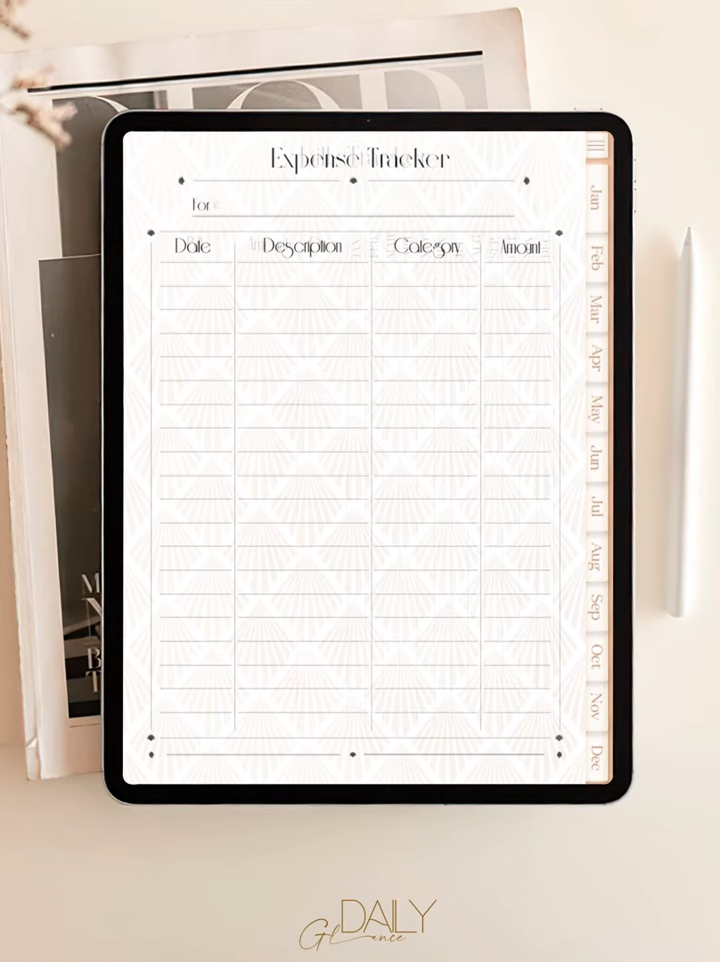 Expense Tracker
For:
Date Description Category Amount
Jan
Feb
Mar
Apr
May
Jun
Jul
Aug
Sep
Oct
Nov
Dec
DAILY
Glance